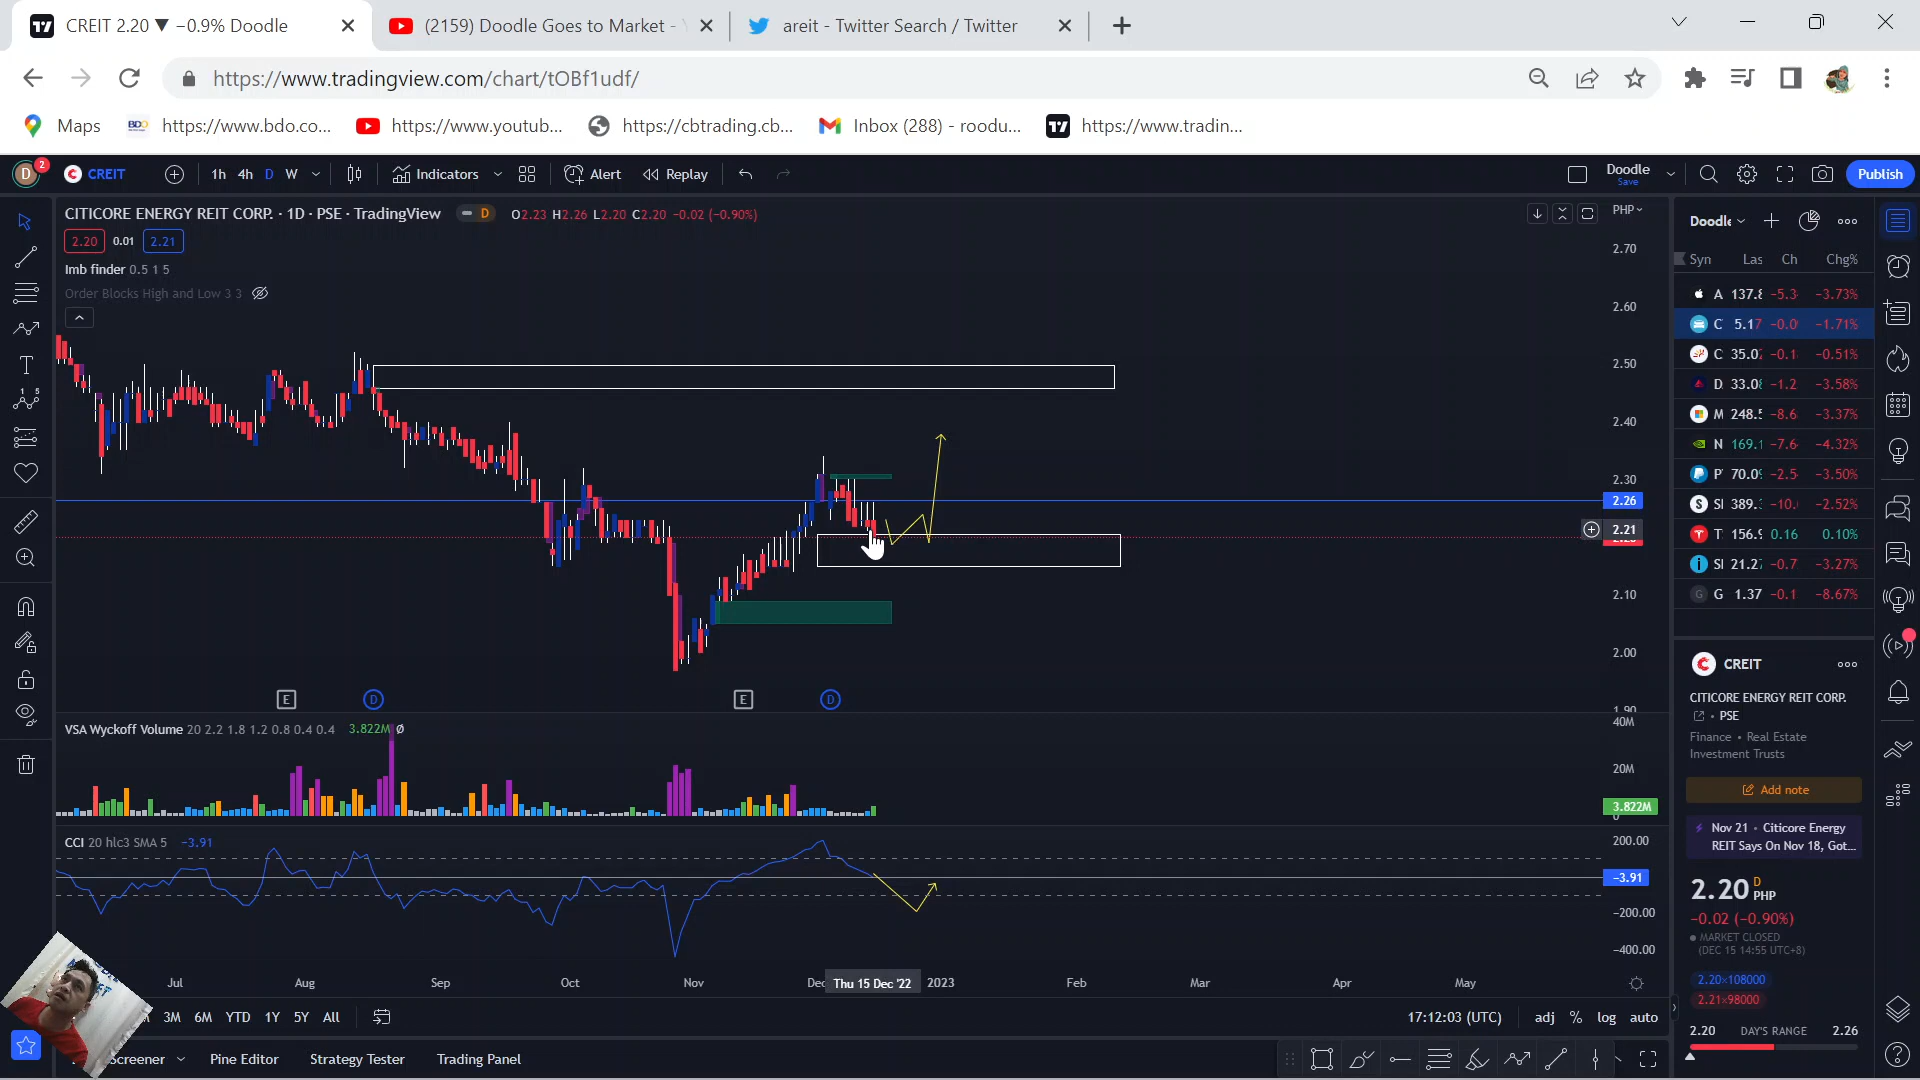 CREIT 2.20 ▼ −0.9% Doodle
(2159) Doodle Goes to Market -
areit - Twitter Search / Twitter
https://www.tradingview.com/chart/tOBf1udf/
Maps
BDO https://www.bdo.co...
https://www.youtub...
https://cbtrading.cb...
Inbox (288) - roodu...
https://www.tradin...
D 2
CREIT
1h 4h D W
Indicators
Alert
Replay
Doodle
Save
Publish
CITICORE ENERGY REIT CORP. · 1D · PSE · TradingView
D
O2.23 H2.26 L2.20 C2.20 −0.02 (−0.90%)
2.20 0.01 2.21
Imb finder 0.5 1 5
Order Blocks High and Low 3 3
PHP
2.70
2.60
2.50
2.40
2.30
2.26
2.21
2.10
2.00
1.90
E D E D
VSA Wyckoff Volume 20 2.2 1.8 1.2 0.8 0.4 0.4 3.822M Ø
40M
20M
3.822M
0
CCI 20 hlc3 SMA 5 −3.91
200.00
−3.91
−200.00
−400.00
Jul Aug Sep Oct Nov Dec Thu 15 Dec '22 2023 Feb Mar Apr May
3M 6M YTD 1Y 5Y All
17:12:03 (UTC) adj % log auto
Screener Pine Editor Strategy Tester Trading Panel
Doodle
Syn Las Ch Chg%
A 137.8 -5.3 −3.73%
C 5.17 -0.0 −1.71%
C 35.0 -0.1 −0.51%
D 33.08 -1.2 −3.58%
M 248.5 -8.6 −3.37%
N 169.1 -7.6 −4.32%
P 70.0 -2.5 −3.50%
SI 389.3 -10. −2.52%
T 156.9 0.16 0.10%
SI 21.27 -0.7 −3.27%
G 1.37 -0.1 −8.67%
CREIT
CITICORE ENERGY REIT CORP.
• PSE
Finance • Real Estate
Investment Trusts
Add note
Nov 21 • Citicore Energy
REIT Says On Nov 18, Got...
2.20 D PHP
−0.02 (−0.90%)
MARKET CLOSED
(DEC 15 14:55 UTC+8)
2.20×108000
2.21×98000
2.20 DAY'S RANGE 2.26